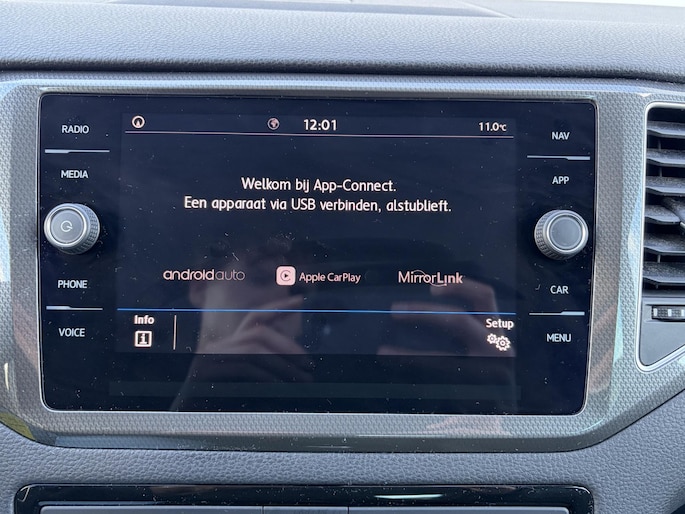 RADIO
MEDIA
PHONE
VOICE
12:01
11.0°C
Welkom bij App-Connect.
Een apparaat via USB verbinden, alstublieft.
androidauto
Apple CarPlay
MirrorLink
Info
i
Setup
NAV
APP
CAR
MENU